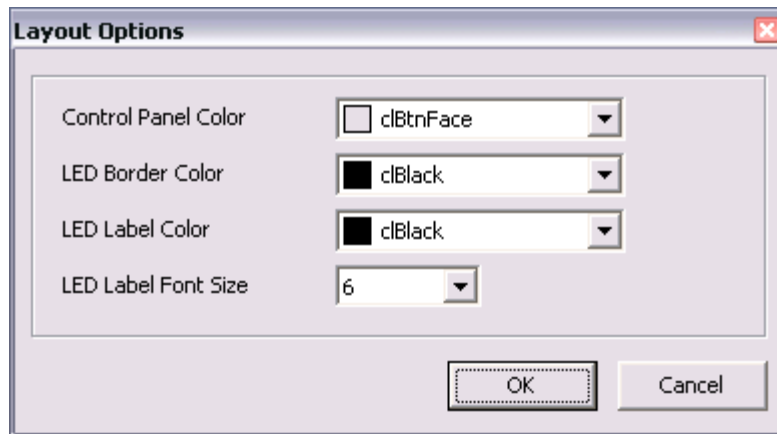 Layout Options
Control Panel Color clBtnFace
LED Border Color clBlack
LED Label Color clBlack
LED Label Font Size 6
OK Cancel